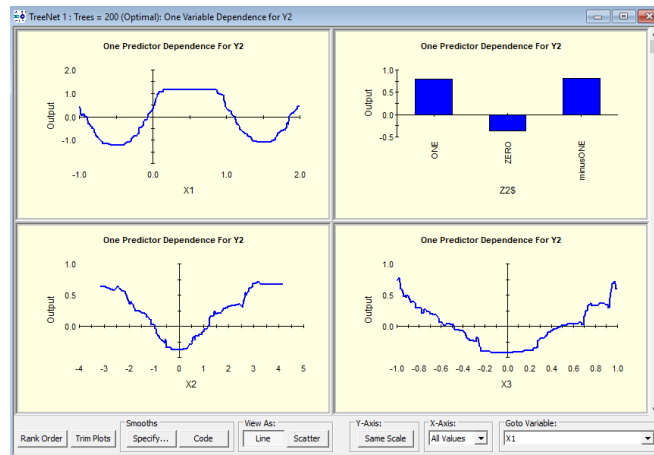 TreeNet 1 : Trees = 200 (Optimal): One Variable Dependence for Y2
One Predictor Dependence For Y2
2.0
1.0
0.0
-1.0
Output
-1.0 0.0 1.0 2.0
X1
One Predictor Dependence For Y2
1.0
0.5
0.0
-0.5
Output
ONE
ZERO
minusONE
Z2$
One Predictor Dependence For Y2
1.0
0.5
0.0
Output
-4 -3 -2 -1 0 1 2 3 4 5
X2
One Predictor Dependence For Y2
1.0
0.5
0.0
Output
-1.0 -0.8 -0.6 -0.4 -0.2 0.0 0.2 0.4 0.6 0.8 1.0
X3
Smooths
View As:
Y-Axis:
X-Axis:
Goto Variable:
Rank Order
Trim Plots
Specify...
Code
Line
Scatter
Same Scale
All Values
X1